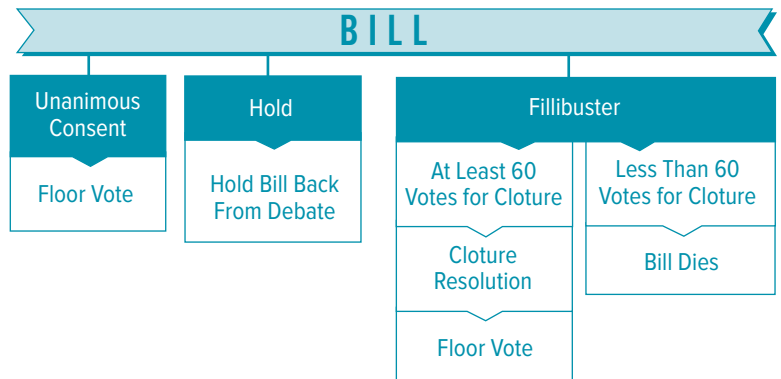 BILL
Unanimous
Consent
Floor Vote
Hold
Hold Bill Back
From Debate
Fillibuster
At Least 60
Votes for Cloture
Cloture
Resolution
Floor Vote
Less Than 60
Votes for Cloture
Bill Dies